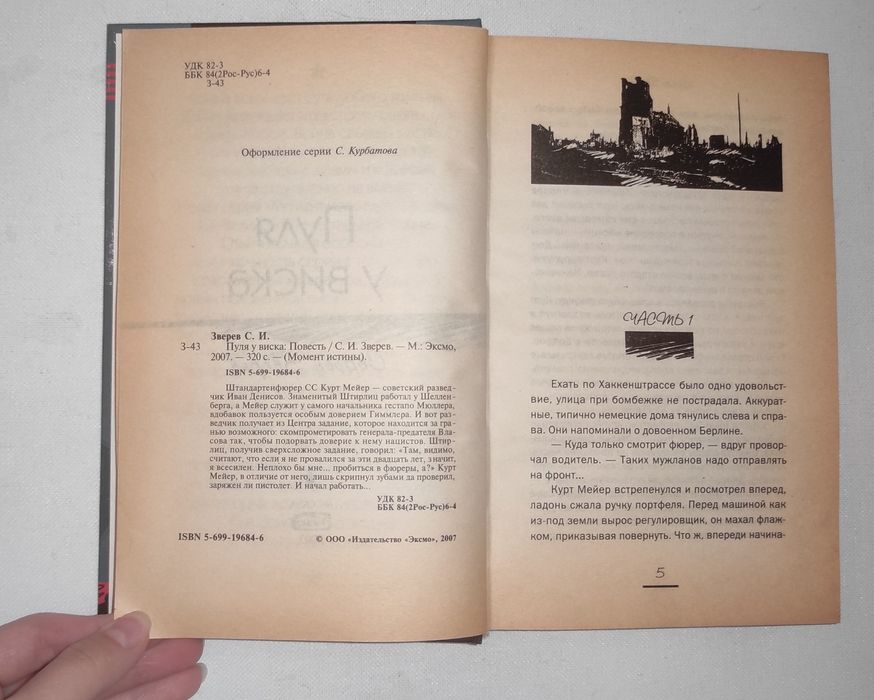 УДК 82-3
ББК 84(2Рос-Рус)6-4
З-43
Оформление серии С. Курбатова
Пуля
у виска
Зверев С. И.
З-43 Пуля у виска: Повесть / С. И. Зверев. — М.: Эксмо,
2007. — 320 с. — (Момент истины).
ISBN 5-699-19684-6
Штандартенфюрер СС Курт Мейер — советский развед-
чик Иван Денисов. Знаменитый Штирлиц работал у Шеллен-
берга, а Мейер служит у самого начальника гестапо Мюллера,
вдобавок пользуется особым доверием Гиммлера. И вот раз-
ведчик получает из Центра задание, которое находится за гра-
нью возможного: скомпрометировать генерала-предателя Вла-
сова так, чтобы подорвать доверие к нему нацистов. Штир-
лиц, получив сверхсложное задание, говорил: «Там, видимо,
считают, что если я не провалился за эти двадцать лет, значит,
я всесилен. Неплохо бы мне... пробиться в фюреры, а?» Курт
Мейер, в отличие от него, лишь скрипнул зубами да проверил,
заряжен ли пистолет. И начал работать...
УДК 82-3
ББК 84(2Рос-Рус)6-4
ISBN 5-699-19684-6 © ООО «Издательство «Эксмо», 2007
ЧАСТЬ 1
Ехать по Хаккенштрассе было одно удовольст-
вие, улица при бомбежке не пострадала. Аккурат-
ные, типично немецкие дома тянулись слева и спра-
ва. Они напоминали о довоенном Берлине.
— Куда только смотрит фюрер, — вдруг провор-
чал водитель. — Таких мужланов надо отправлять
на фронт...
Курт Мейер встрепенулся и посмотрел вперед,
ладонь сжала ручку портфеля. Перед машиной как
из-под земли вырос регулировщик, он махал флаж-
ком, приказывая повернуть. Что ж, впереди начина-
5